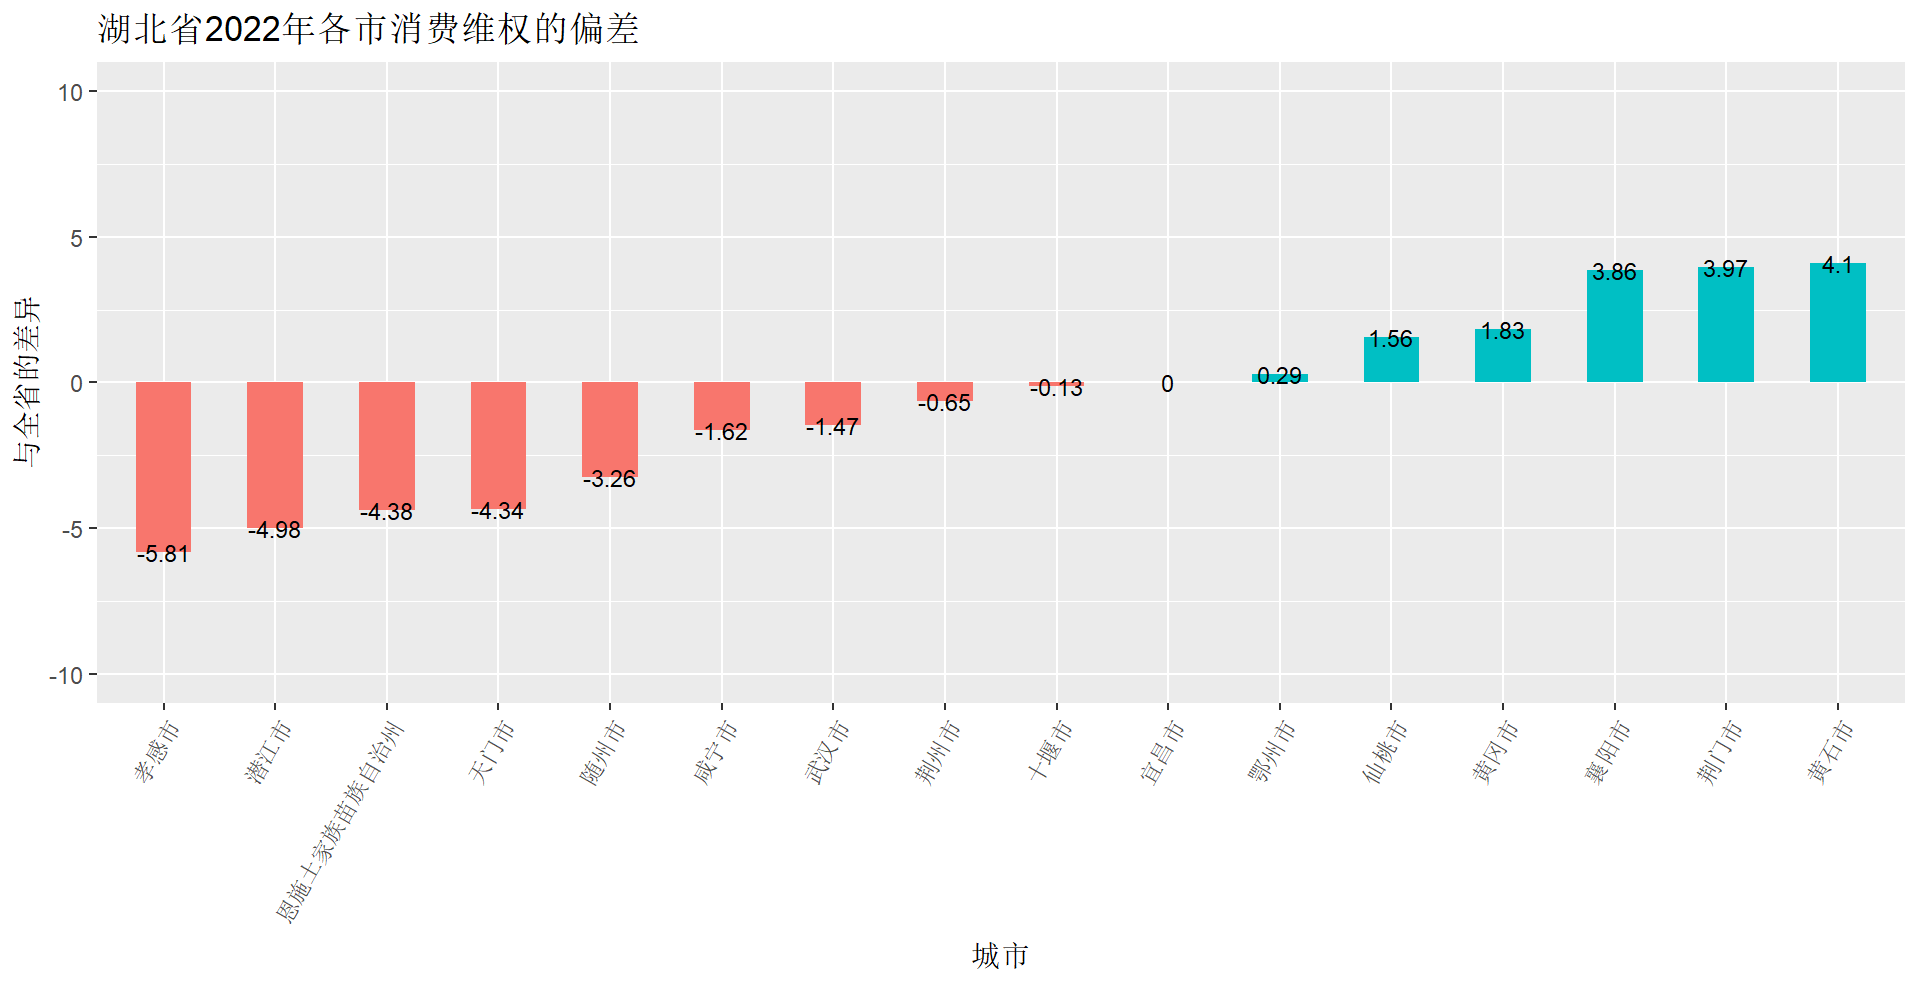 湖北省2022年各市消费维权的偏差
与全省的差异
10
5
0
-5
-10
-5.81
-4.98
-4.38
-4.34
-3.26
-1.62
-1.47
-0.65
-0.13
0
0.29
1.56
1.83
3.86
3.97
4.1
孝感市
潜江市
恩施土家族苗族自治州
天门市
随州市
咸宁市
武汉市
荆州市
十堰市
宜昌市
鄂州市
仙桃市
黄冈市
襄阳市
荆门市
黄石市
城市